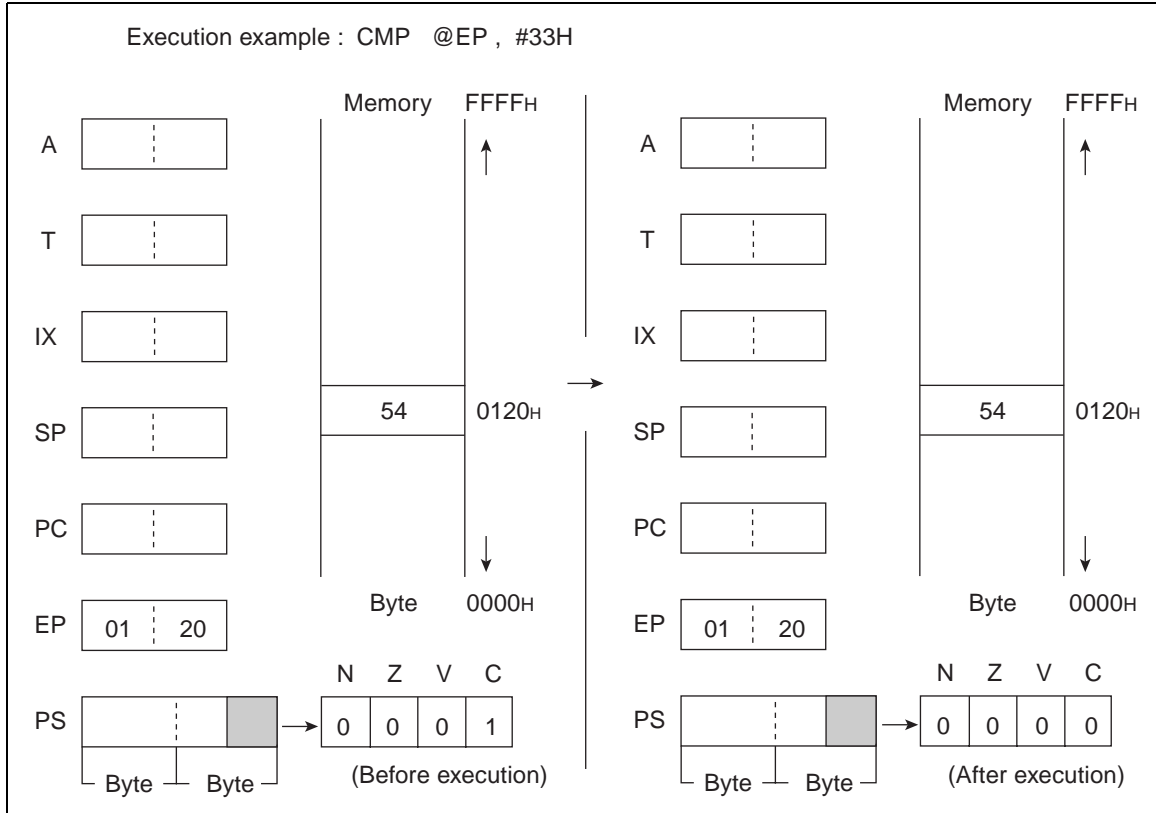 Execution example : CMP @EP , #33H
Memory FFFFH
A
T
IX
54 0120H
SP
PC
Byte 0000H
EP 01 20
N Z V C
PS 0 0 0 1
Byte Byte (Before execution)
Memory FFFFH
A
T
IX
54 0120H
SP
PC
Byte 0000H
EP 01 20
N Z V C
PS 0 0 0 0
Byte Byte (After execution)